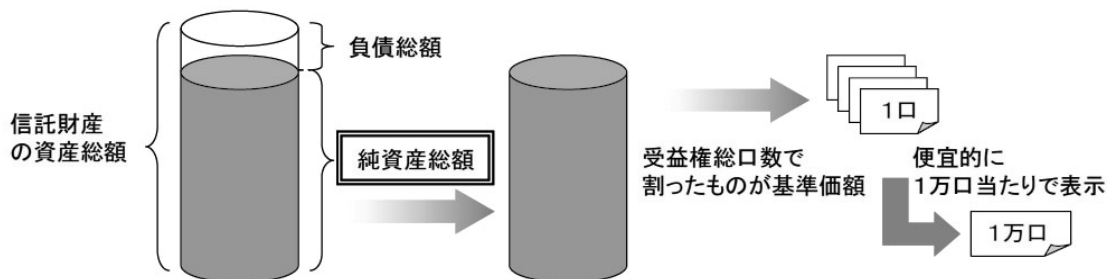 負債総額
信託財産
の資産総額
純資産総額
1口
受益権総口数で
割ったものが基準価額
便宜的に
1万口当たりで表示
1万口